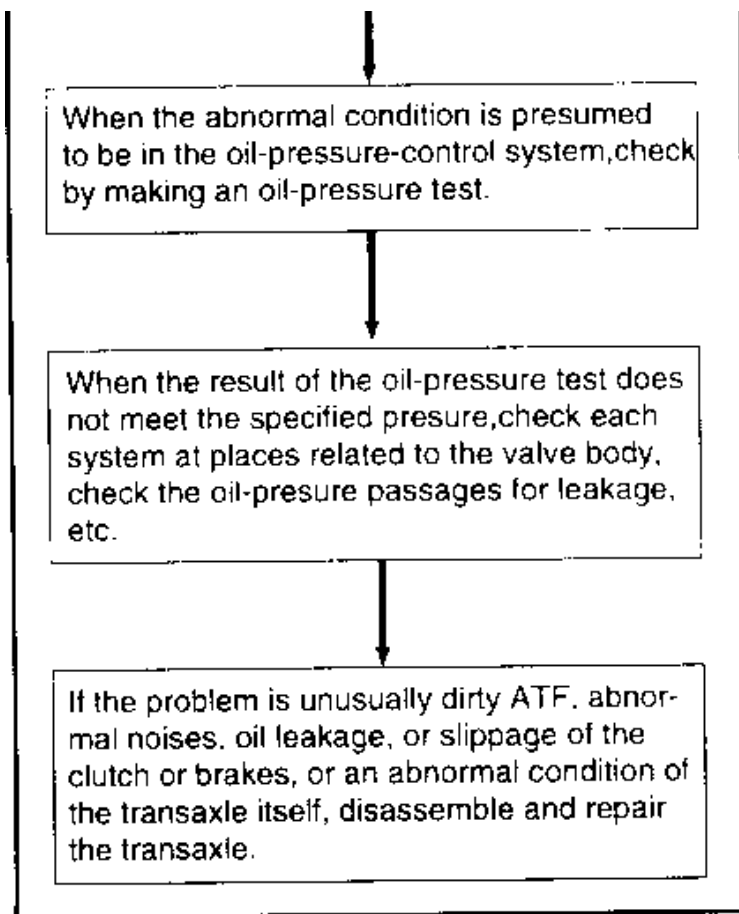 When the abnormal condition is presumed
to be in the oil-pressure-control system,check
by making an oil-pressure test.
When the result of the oil-pressure test does
not meet the specified presure,check each
system at places related to the valve body,
check the oil-presure passages for leakage,
etc.
If the problem is unusually dirty ATF, abnor-
mal noises, oil leakage, or slippage of the
clutch or brakes, or an abnormal condition of
the transaxle itself, disassemble and repair
the transaxle.